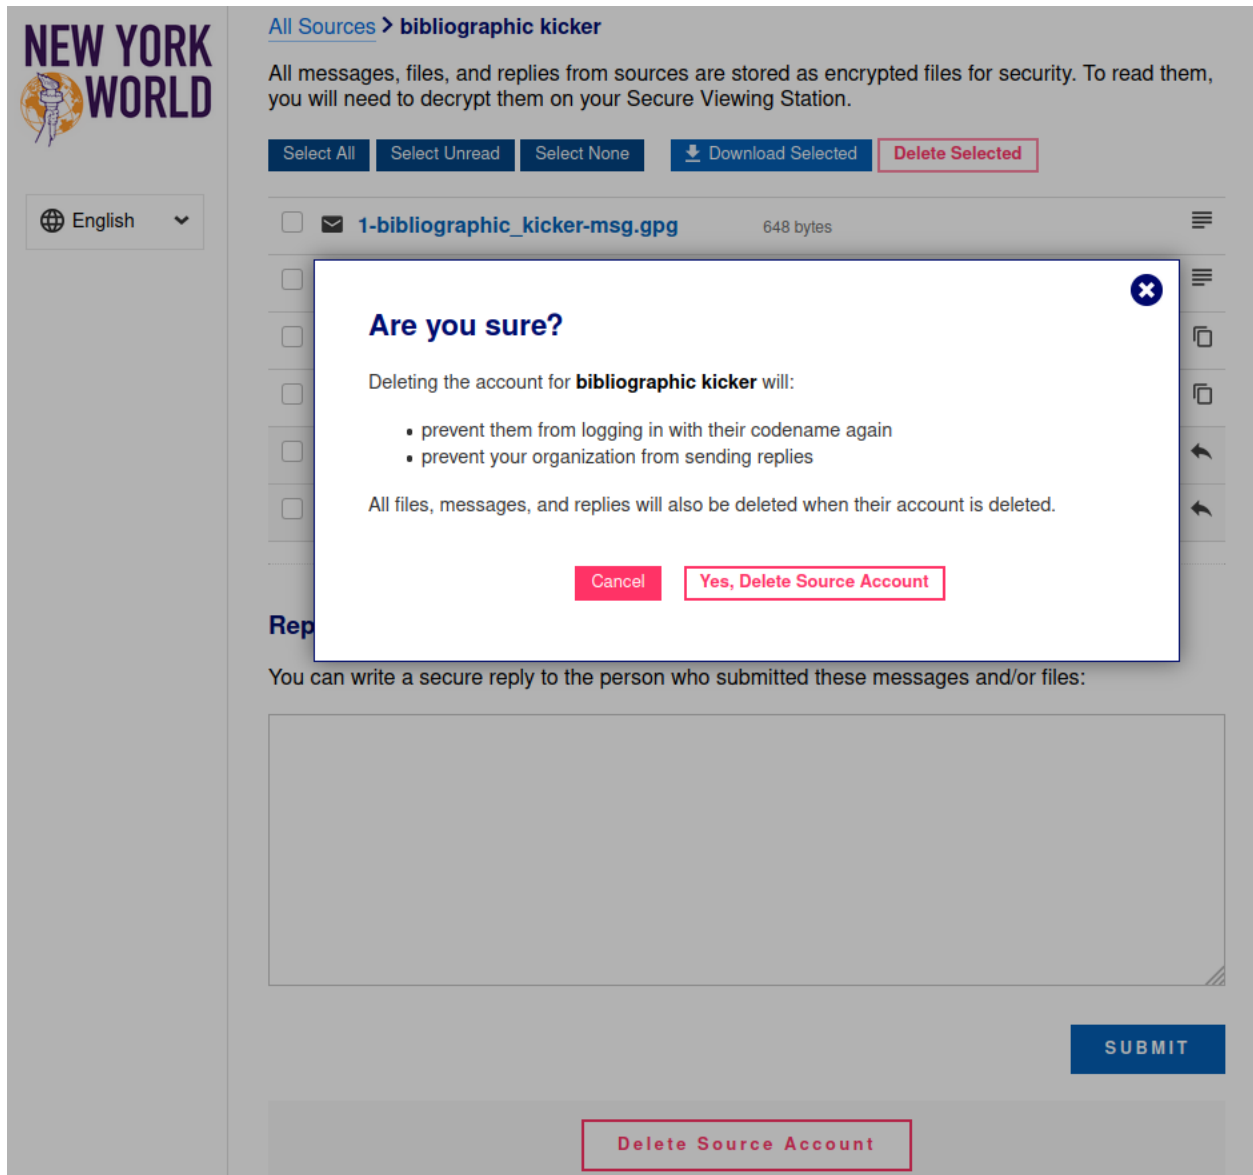 NEW YORK
WORLD
English
All Sources > bibliographic kicker
All messages, files, and replies from sources are stored as encrypted files for security. To read them,
you will need to decrypt them on your Secure Viewing Station.
Select All
Select Unread
Select None
Download Selected
Delete Selected
1-bibliographic_kicker-msg.gpg
648 bytes
Are you sure?
Deleting the account for bibliographic kicker will:
• prevent them from logging in with their codename again
• prevent your organization from sending replies
All files, messages, and replies will also be deleted when their account is deleted.
Cancel
Yes, Delete Source Account
Rep
You can write a secure reply to the person who submitted these messages and/or files:
SUBMIT
Delete Source Account